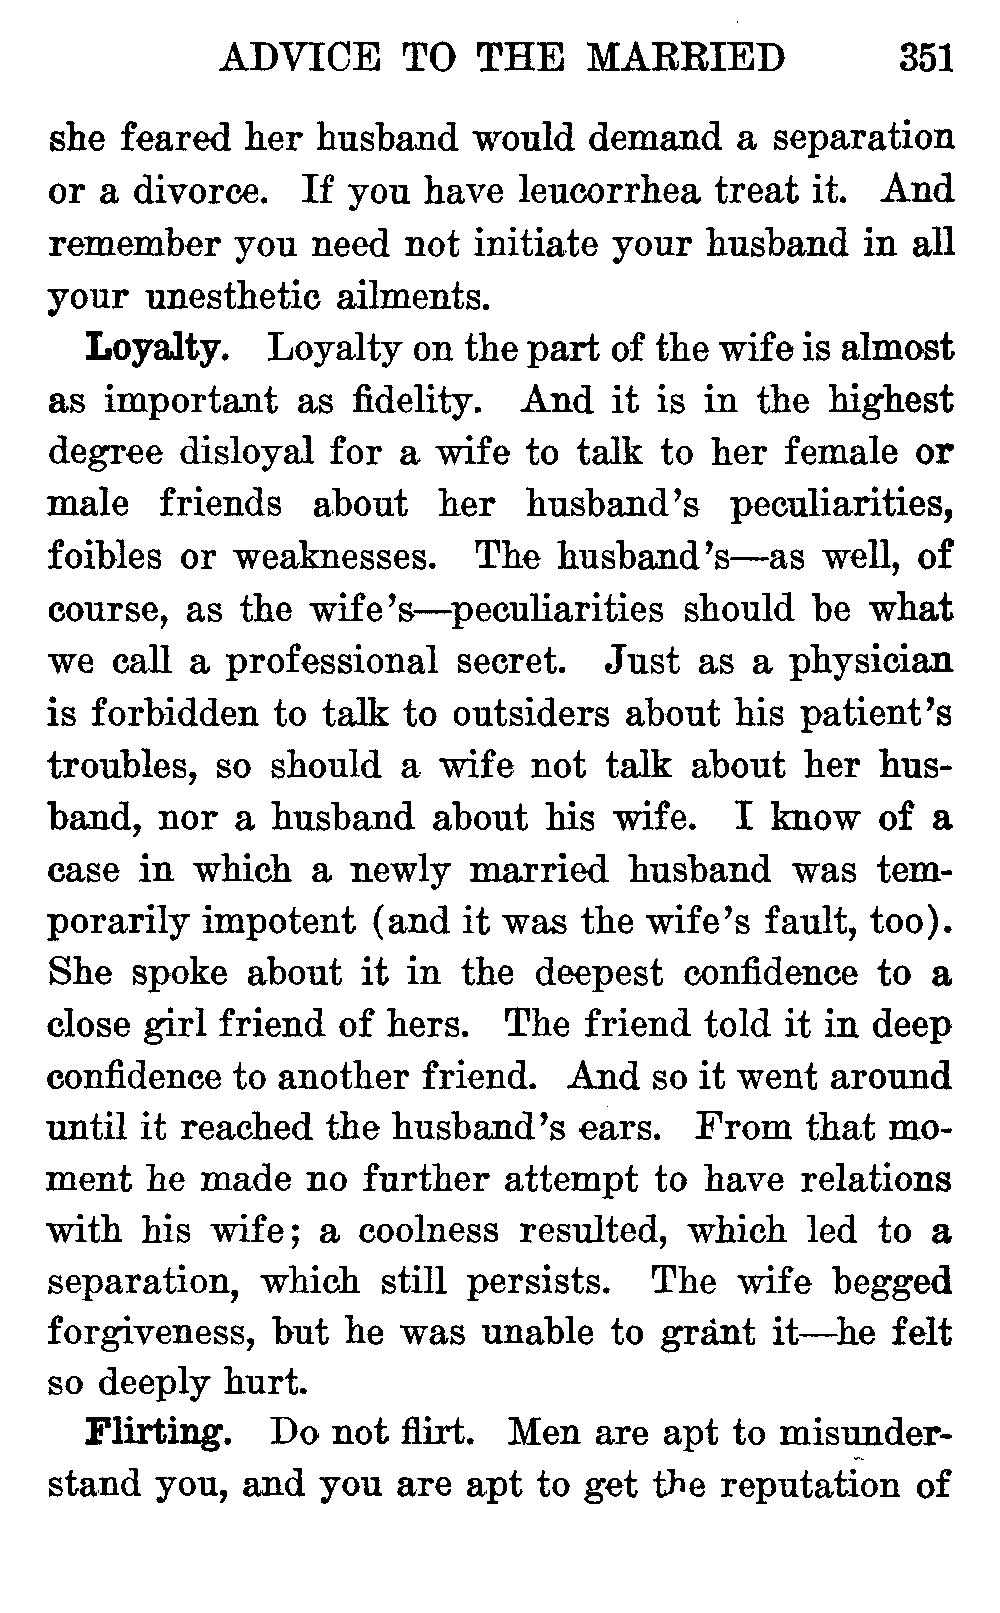 ADVICE TO THE MARRIED 351
she feared her husband would demand a separation
or a divorce. If you have leucorrhea treat it. And
remember you need not initiate your husband in all
your unesthetic ailments.
Loyalty. Loyalty on the part of the wife is almost
as important as fidelity. And it is in the highest
degree disloyal for a wife to talk to her female or
male friends about her husband's peculiarities,
foibles or weaknesses. The husband's—as well, of
course, as the wife's—peculiarities should be what
we call a professional secret. Just as a physician
is forbidden to talk to outsiders about his patient's
troubles, so should a wife not talk about her hus-
band, nor a husband about his wife. I know of a
case in which a newly married husband was tem-
porarily impotent (and it was the wife's fault, too).
She spoke about it in the deepest confidence to a
close girl friend of hers. The friend told it in deep
confidence to another friend. And so it went around
until it reached the husband's ears. From that mo-
ment he made no further attempt to have relations
with his wife; a coolness resulted, which led to a
separation, which still persists. The wife begged
forgiveness, but he was unable to grant it—he felt
so deeply hurt.
Flirting. Do not flirt. Men are apt to misunder-
stand you, and you are apt to get the reputation of